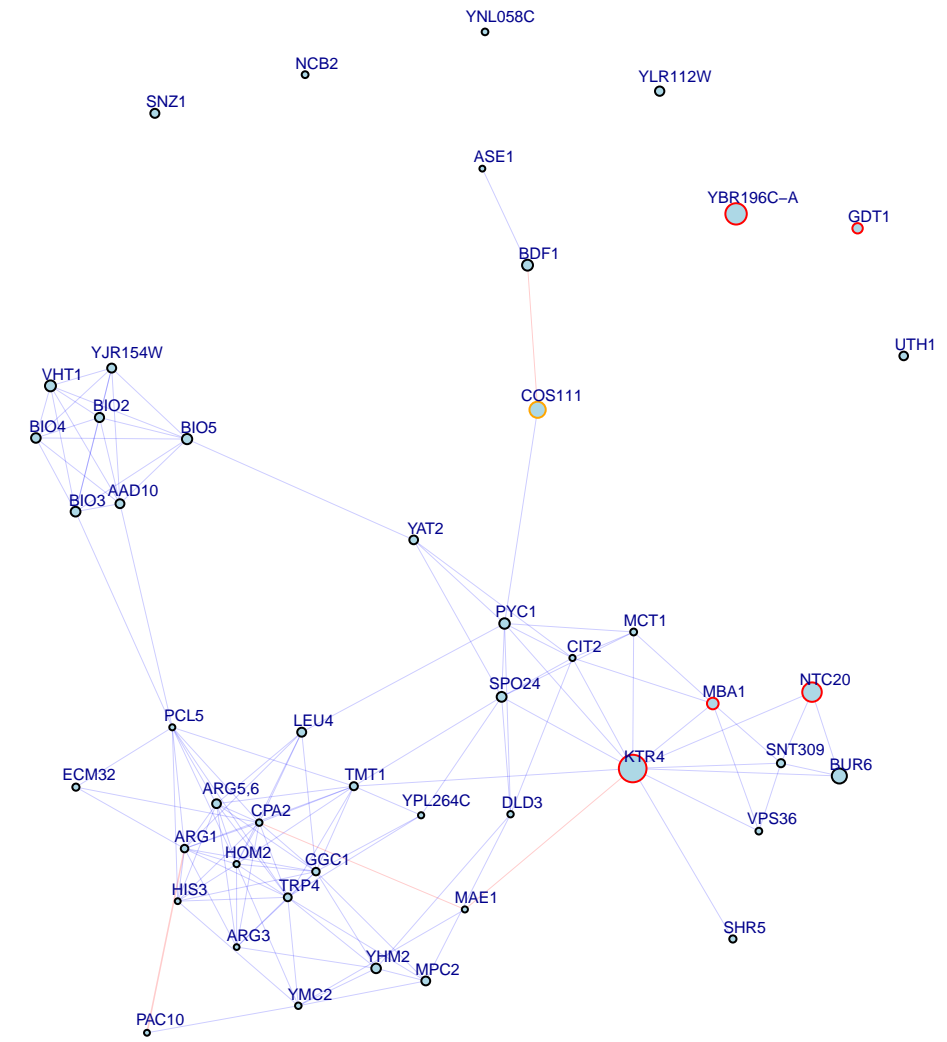 YNL058C
NCB2
YLR112W
SNZ1
ASE1
YBR196C−A
GDT1
BDF1
UTH1
YJR154W
VHT1
COS111
BIO2
BIO4
BIO5
AAD10
BIO3
YAT2
PYC1
MCT1
CIT2
NTC20
SPO24
MBA1
PCL5
LEU4
SNT309
KTR4
BUR6
ECM32
TMT1
ARG5,6
YPL264C
DLD3
CPA2
VPS36
ARG1
HOM2
GGC1
HIS3
TRP4
MAE1
SHR5
ARG3
YHM2
MPC2
YMC2
PAC10